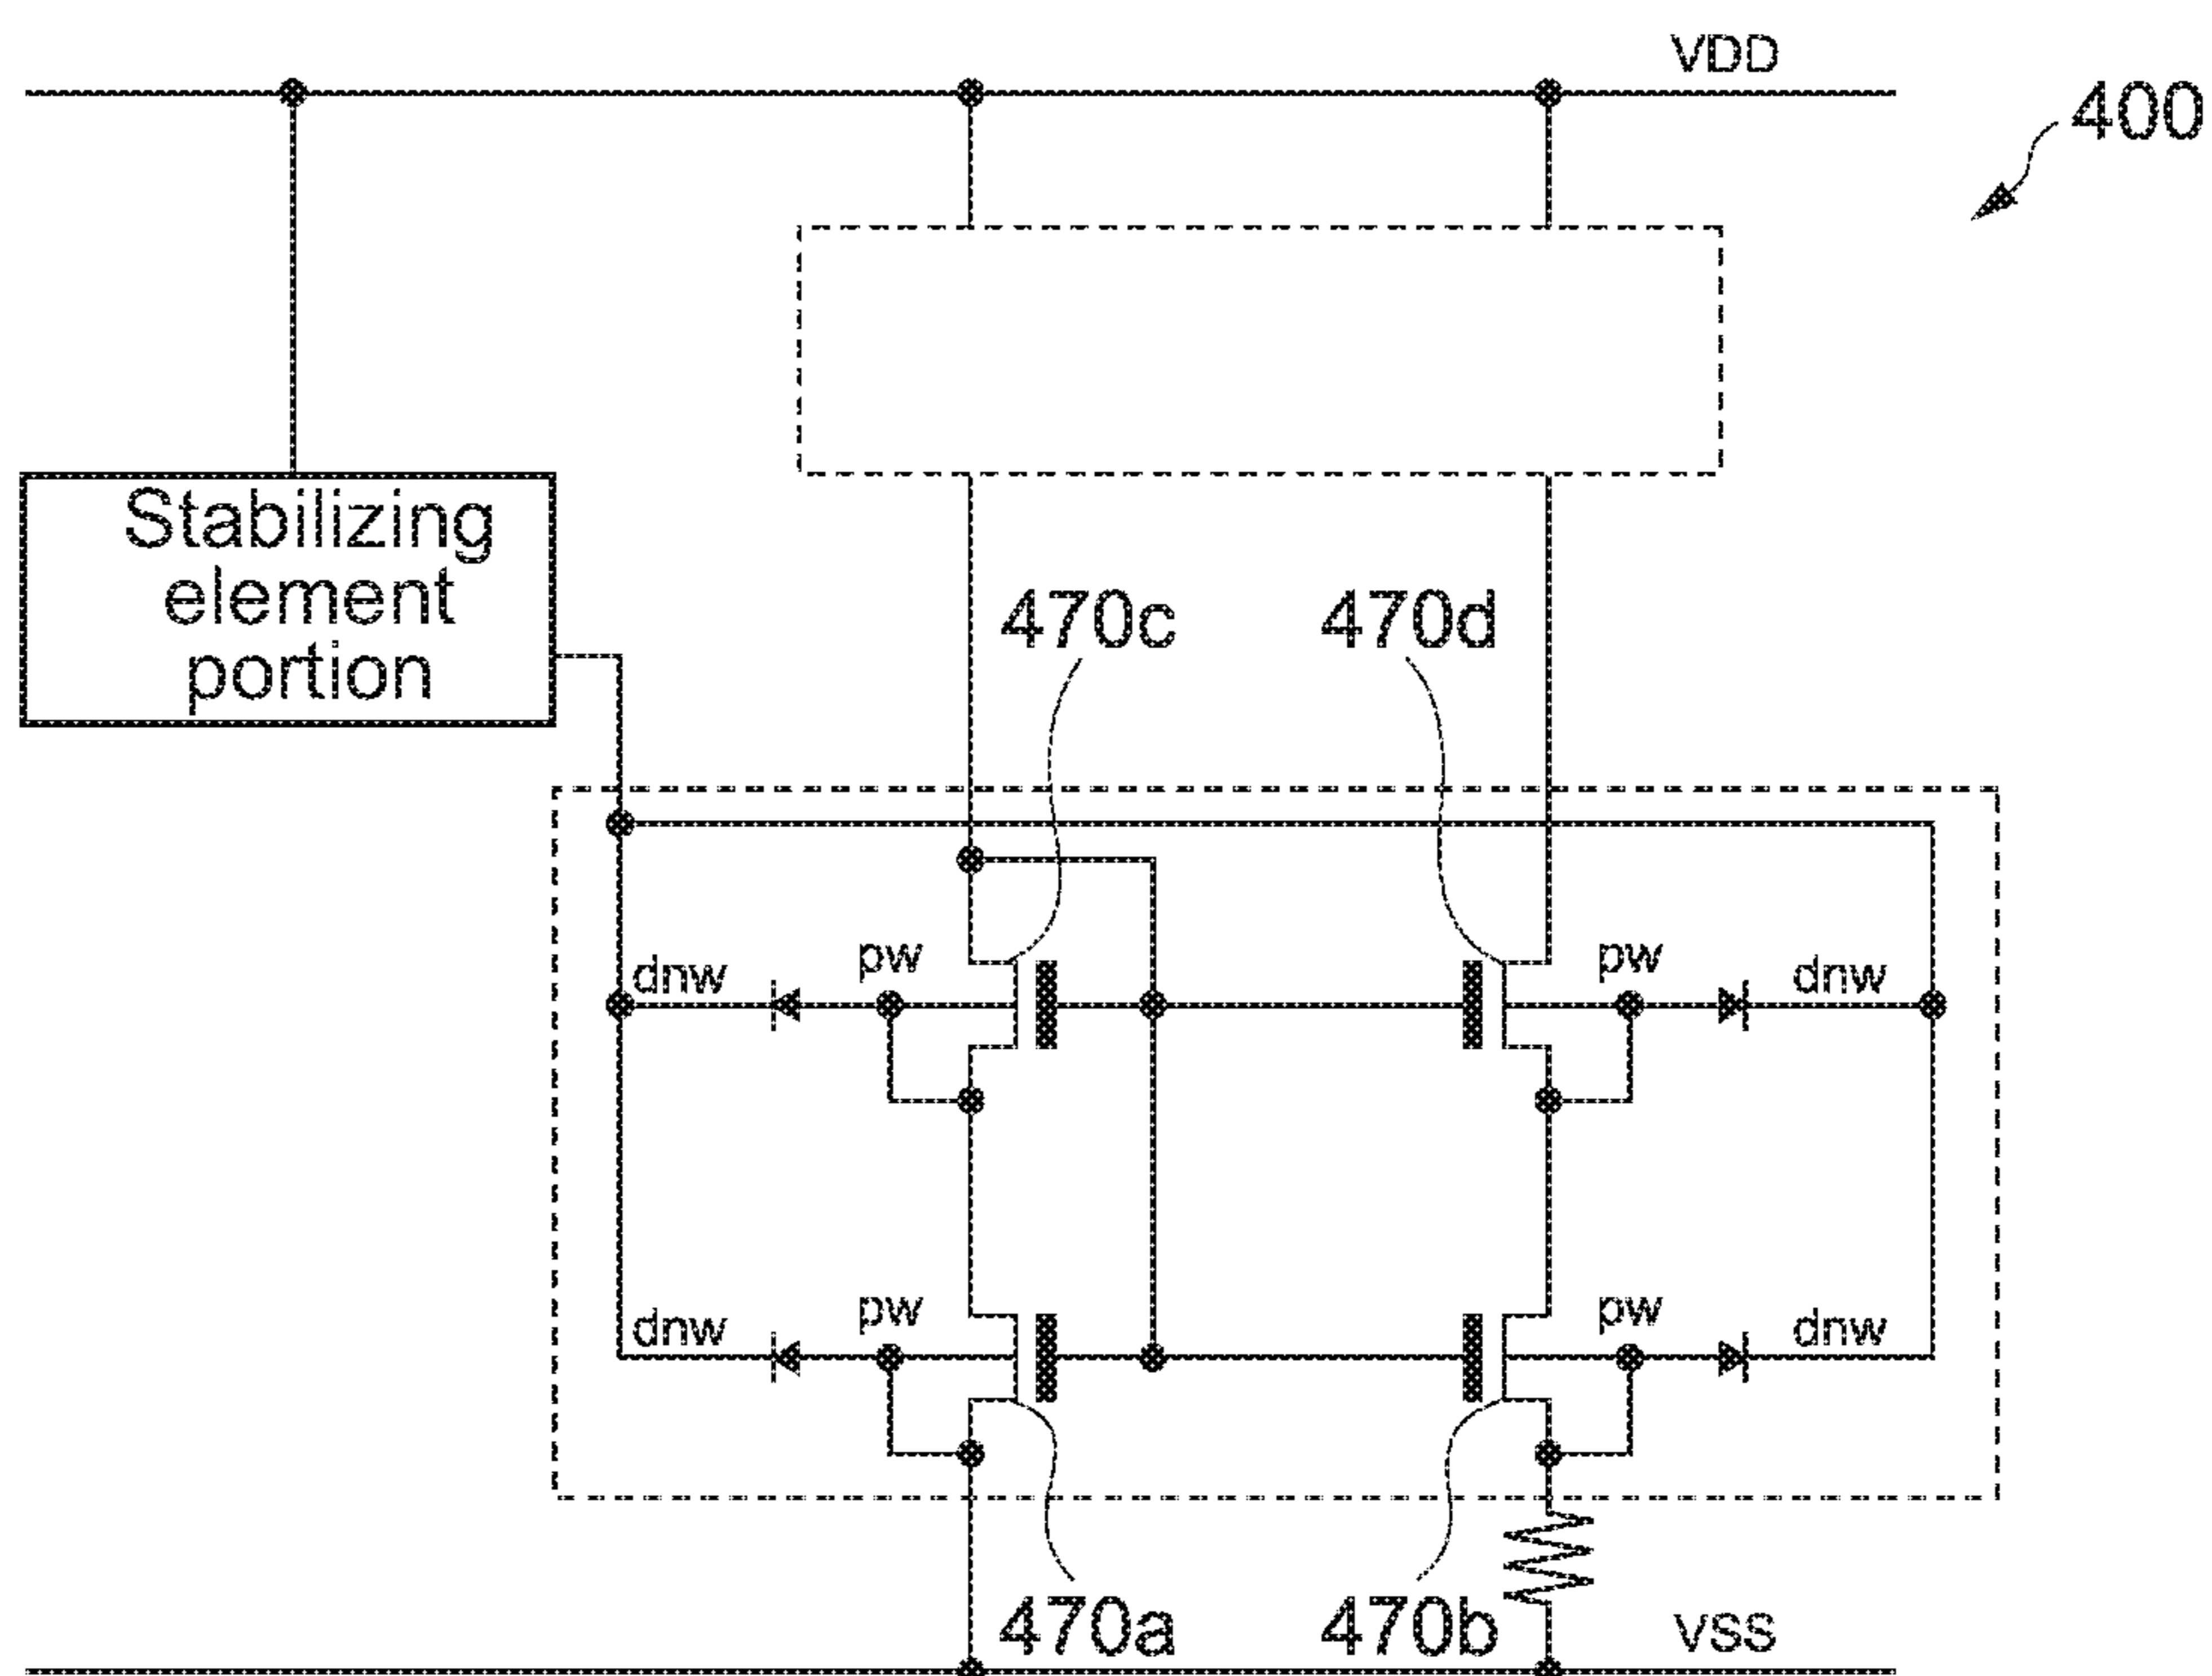 VDD
400
Stabilizing
element
portion
470c
470d
dnw
pw
pw
dnw
dnw
pw
pw
dnw
470a
470b
VSS